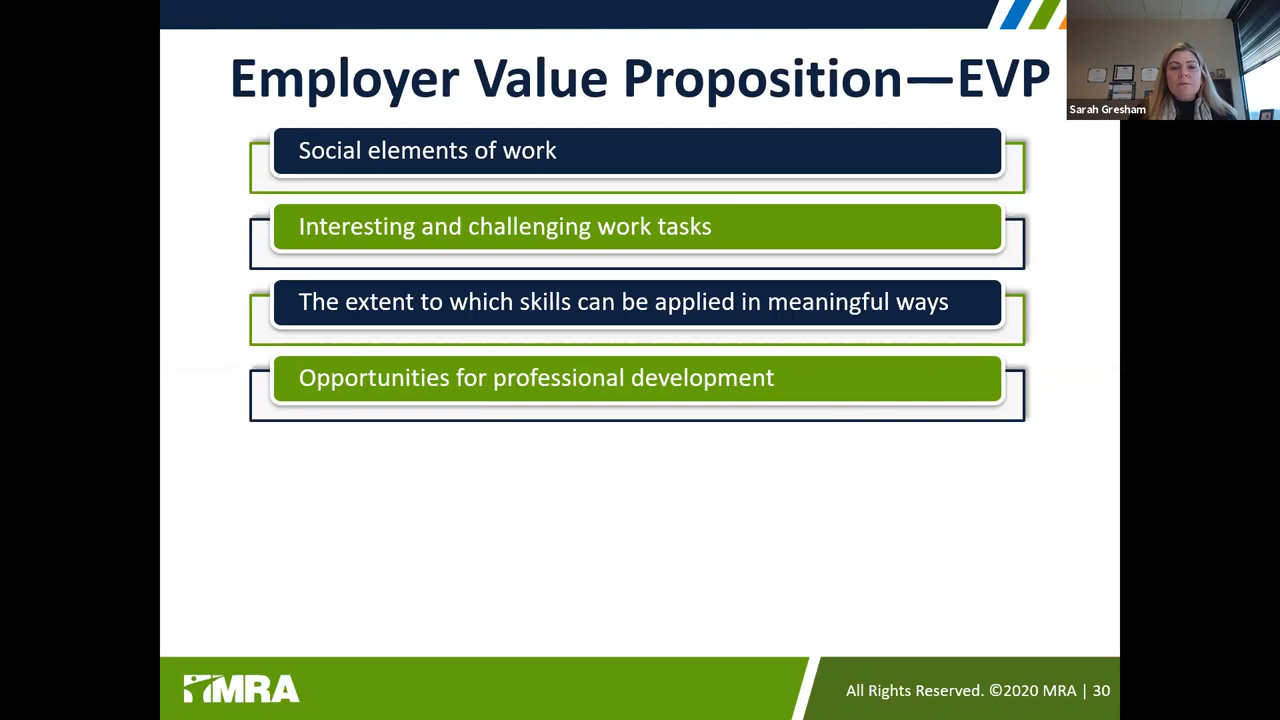 Employer Value Proposition—EVP
Sarah Gresham
Social elements of work
Interesting and challenging work tasks
The extent to which skills can be applied in meaningful ways
Opportunities for professional development
MRA
All Rights Reserved. ©2020 MRA | 30